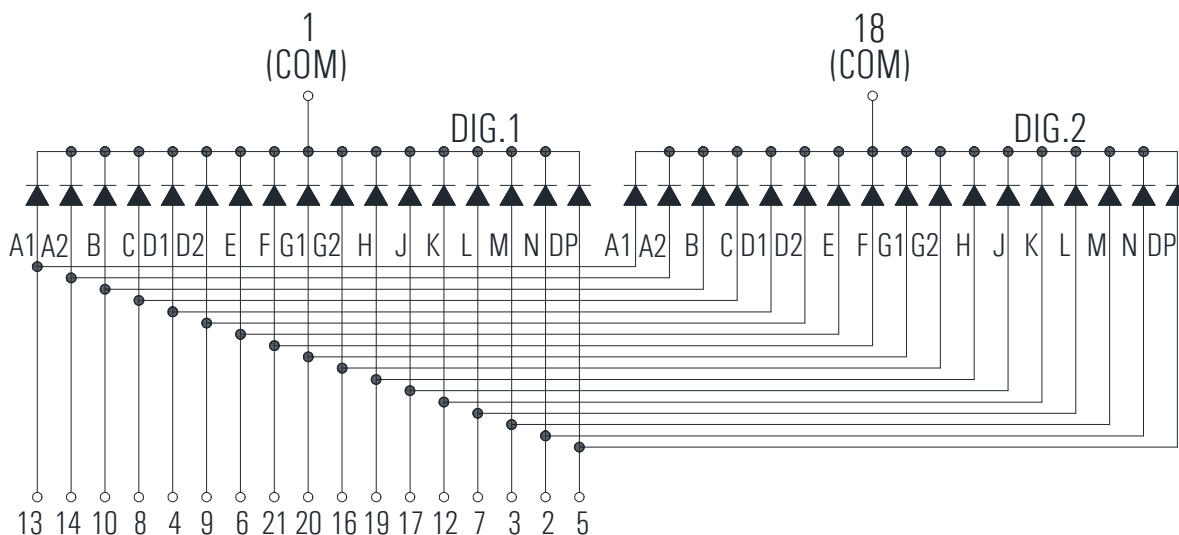 1 18
(COM) (COM)
DIG.1 DIG.2
A1 A2 B C D1 D2 E F G1 G2 H J K L M N DP A1 A2 B C D1 D2 E F G1 G2 H J K L M N DP
13 14 10 8 4 9 6 21 20 16 19 17 12 7 3 2 5